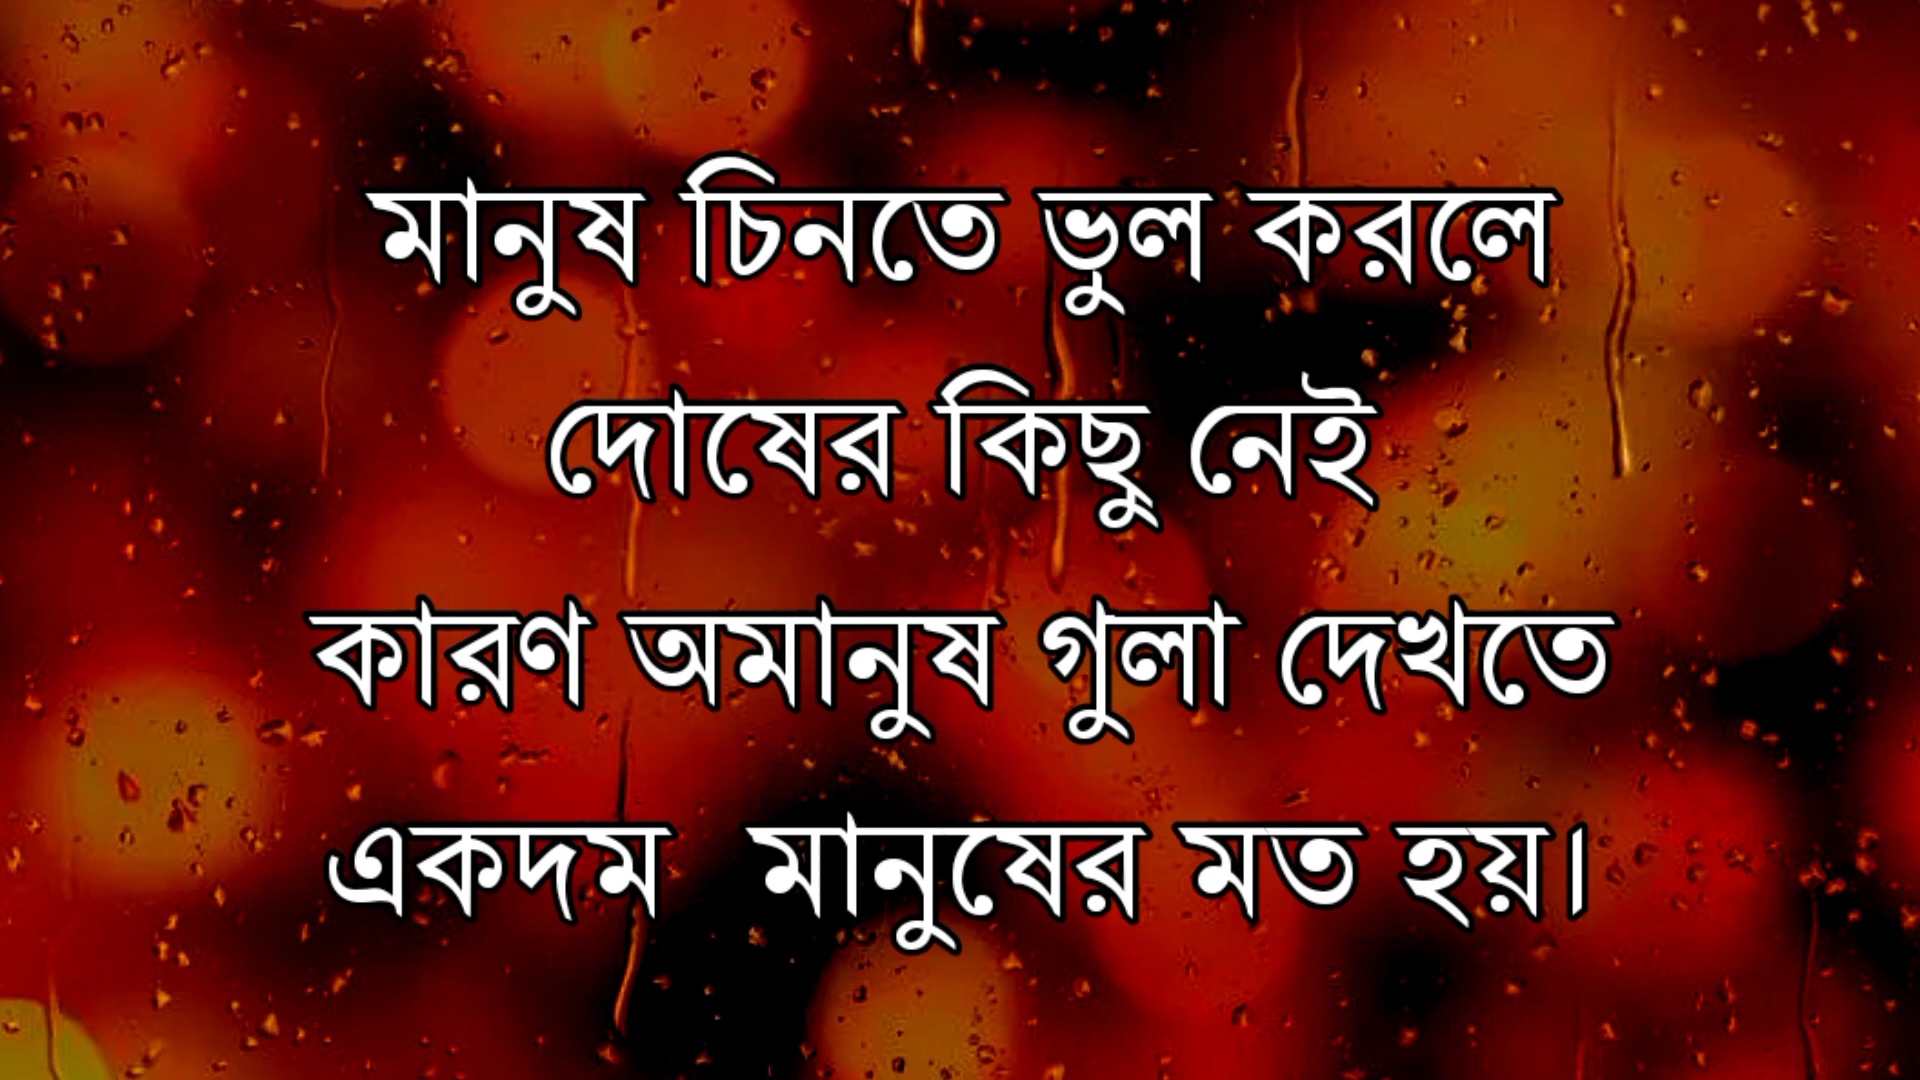 মানুষ চিনতে ভুল করলে
দোষের কিছু নেই
কারণ অমানুষ গুলা দেখতে
একদম মানুষের মত হয়।